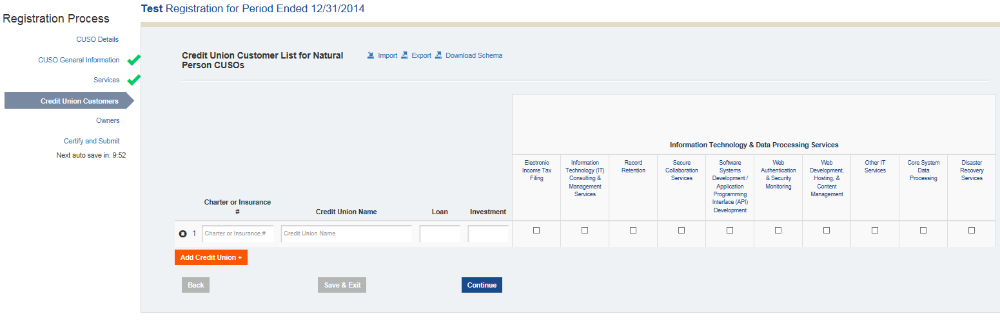 Test Registration for Period Ended 12/31/2014
Registration Process
CUSO Details
CUSO General Information
Services
Credit Union Customers
Owners
Certify and Submit
Next auto save in: 9:52
Credit Union Customer List for Natural
Person CUSOs
Import Export Download Schema
Information Technology & Data Processing Services
Charter or Insurance
#
Credit Union Name
Loan
Investment
Electronic
Income Tax
Filing
Information
Technology (IT)
Consulting &
Management
Services
Record
Retention
Secure
Collaboration
Services
Software
Systems
Development /
Application
Programming
Interface (API)
Development
Web
Authentication
& Security
Monitoring
Web
Development,
Hosting, &
Content
Management
Other IT
Services
Core System
Data
Processing
Disaster
Recovery
Services
1 Charter or Insurance # Credit Union Name
Add Credit Union +
Back Save & Exit Continue